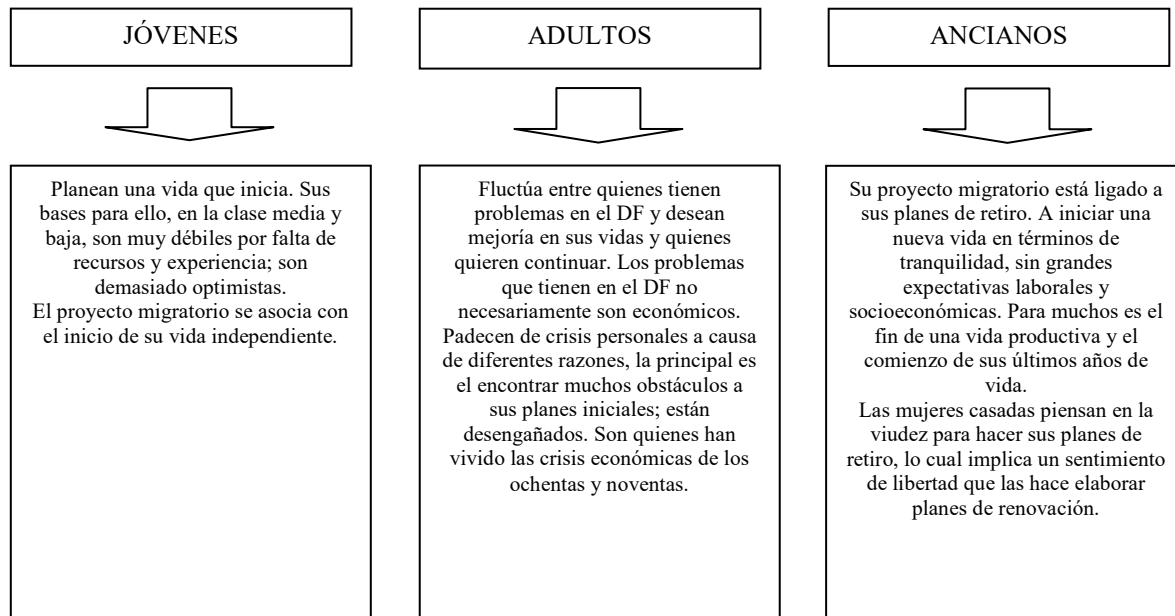 JÓVENES
Planean una vida que inicia. Sus
bases para ello, en la clase media y
baja, son muy débiles por falta de
recursos y experiencia; son
demasiado optimistas.
El proyecto migratorio se asocia con
el inicio de su vida independiente.
ADULTOS
Fluctúa entre quienes tienen
problemas en el DF y desean
mejoría en sus vidas y quienes
quieren continuar. Los problemas
que tienen en el DF no
necesariamente son económicos.
Padecen de crisis personales a causa
de diferentes razones, la principal es
el encontrar muchos obstáculos a
sus planes iniciales; están
desengañados. Son quienes han
vivido las crisis económicas de los
ochentas y noventas.
ANCIANOS
Su proyecto migratorio está ligado a
sus planes de retiro. A iniciar una
nueva vida en términos de
tranquilidad, sin grandes
expectativas laborales y
socioeconómicas. Para muchos es el
fin de una vida productiva y el
comienzo de sus últimos años de
vida.
Las mujeres casadas piensan en la
viudez para hacer sus planes de
retiro, lo cual implica un sentimiento
de libertad que las hace elaborar
planes de renovación.